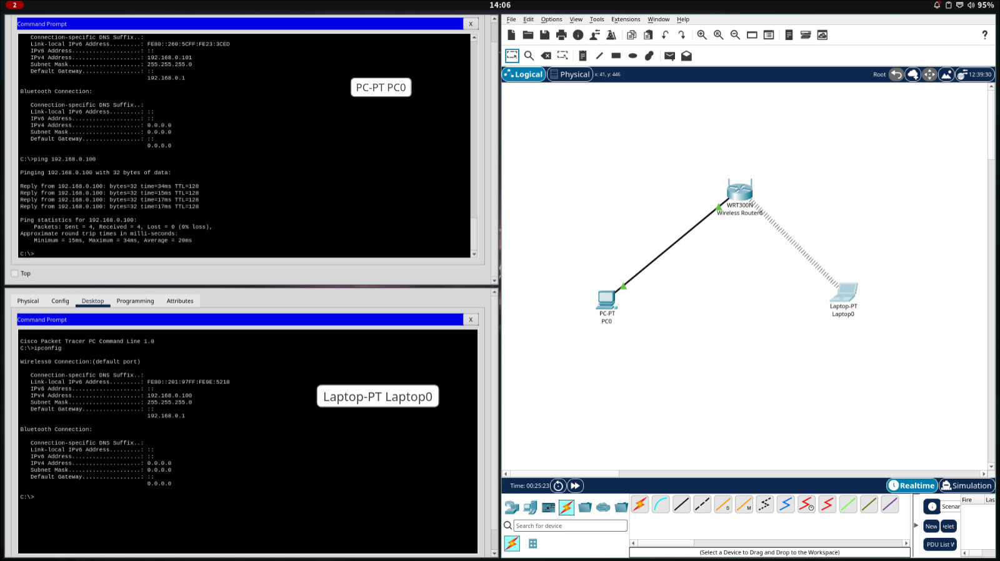 2
14:06
95%
Command Prompt
X
Connection-specific DNS Suffix..:
Link-local IPv6 Address.........: FE80::260:5CFF:FE23:3CED
IPv6 Address....................: ::
IPv4 Address....................: 192.168.0.101
Subnet Mask.....................: 255.255.255.0
Default Gateway.................: ::
192.168.0.1
Bluetooth Connection:
Connection-specific DNS Suffix..:
Link-local IPv6 Address.........: ::
IPv6 Address....................: ::
IPv4 Address....................: 0.0.0.0
Subnet Mask.....................: 0.0.0.0
Default Gateway.................: ::
0.0.0.0
C:\>ping 192.168.0.100
Pinging 192.168.0.100 with 32 bytes of data:
Reply from 192.168.0.100: bytes=32 time=34ms TTL=128
Reply from 192.168.0.100: bytes=32 time=15ms TTL=128
Reply from 192.168.0.100: bytes=32 time=17ms TTL=128
Reply from 192.168.0.100: bytes=32 time=17ms TTL=128
Ping statistics for 192.168.0.100:
Packets: Sent = 4, Received = 4, Lost = 0 (0% loss),
Approximate round trip times in milli-seconds:
Minimum = 15ms, Maximum = 34ms, Average = 20ms
C:\>
PC-PT PC0
Top
Physical Config Desktop Programming Attributes
Command Prompt
X
Cisco Packet Tracer PC Command Line 1.0
C:\>ipconfig
Wireless0 Connection:(default port)
Connection-specific DNS Suffix..:
Link-local IPv6 Address.........: FE80::201:97FF:FE9E:5218
IPv6 Address....................: ::
IPv4 Address....................: 192.168.0.100
Subnet Mask.....................: 255.255.255.0
Default Gateway.................: ::
192.168.0.1
Bluetooth Connection:
Connection-specific DNS Suffix..:
Link-local IPv6 Address.........: ::
IPv6 Address....................: ::
IPv4 Address....................: 0.0.0.0
Subnet Mask.....................: 0.0.0.0
Default Gateway.................: ::
0.0.0.0
C:\>
Laptop-PT Laptop0
File Edit Options View Tools Extensions Window Help
?
Logical Physical x: 41, y: 446
Root 12:39:30
WRT300N
Wireless Router0
PC-PT
PC0
Laptop-PT
Laptop0
Time: 00:25:23
Realtime Simulation
S
M
Search for device
(Select a Device to Drag and Drop to the Workspace)
Scenar
New elet
PDU List W
Fire Las